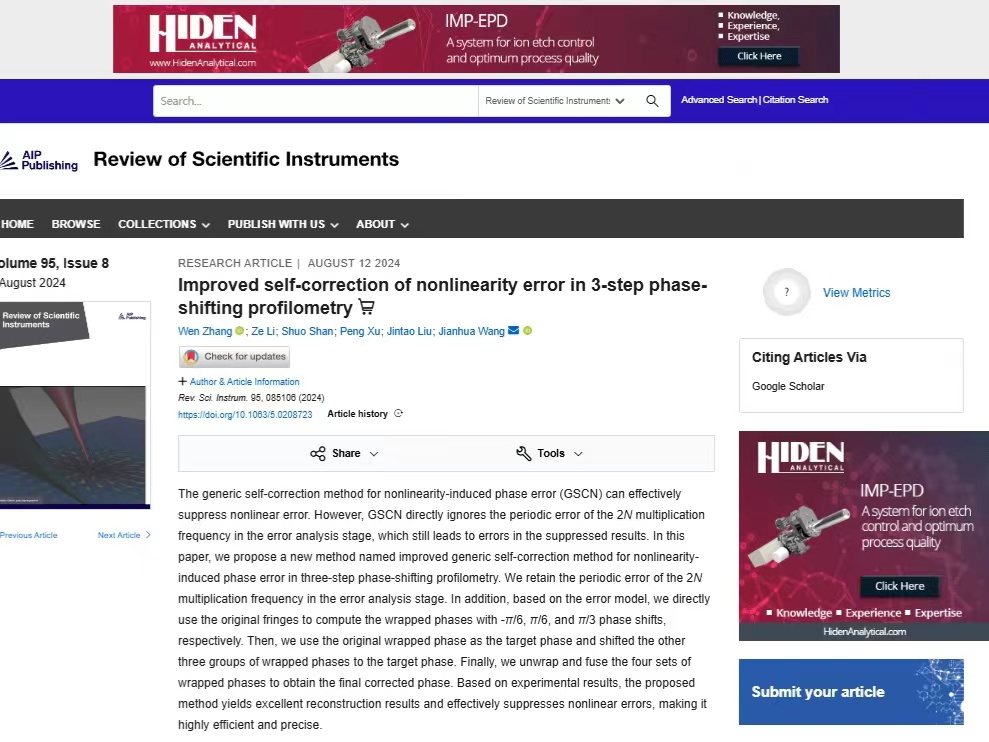 HIDEN
ANALYTICAL
www.HidenAnalytical.com
IMP-EPD
A system for ion etch control
and optimum process quality
Knowledge,
Experience,
Expertise
Click Here
Search...
Review of Scientific Instruments
Advanced Search | Citation Search
AIP
Publishing
Review of Scientific Instruments
HOME BROWSE COLLECTIONS PUBLISH WITH US ABOUT
olume 95, Issue 8
August 2024
Review of Scientific
Instruments
AIP
Publishing
Previous Article Next Article
RESEARCH ARTICLE | AUGUST 12 2024
Improved self-correction of nonlinearity error in 3-step phase-
shifting profilometry
Wen Zhang; Ze Li; Shuo Shan; Peng Xu; Jintao Liu; Jianhua Wang
Check for updates
+ Author & Article Information
Rev. Sci. Instrum. 95, 085106 (2024)
https://doi.org/10.1063/5.0208723 Article history
Share Tools
The generic self-correction method for nonlinearity-induced phase error (GSCN) can effectively
suppress nonlinear error. However, GSCN directly ignores the periodic error of the 2N multiplication
frequency in the error analysis stage, which still leads to errors in the suppressed results. In this
paper, we propose a new method named improved generic self-correction method for nonlinearity-
induced phase error in three-step phase-shifting profilometry. We retain the periodic error of the 2N
multiplication frequency in the error analysis stage. In addition, based on the error model, we directly
use the original fringes to compute the wrapped phases with -π/6, π/6, and π/3 phase shifts,
respectively. Then, we use the original wrapped phase as the target phase and shifted the other
three groups of wrapped phases to the target phase. Finally, we unwrap and fuse the four sets of
wrapped phases to obtain the final corrected phase. Based on experimental results, the proposed
method yields excellent reconstruction results and effectively suppresses nonlinear errors, making it
highly efficient and precise.
?
View Metrics
Citing Articles Via
Google Scholar
HIDEN
ANALYTICAL
IMP-EPD
A system for ion etch
control and optimum
process quality
Click Here
Knowledge Experience Expertise
HidenAnalytical.com
Submit your article